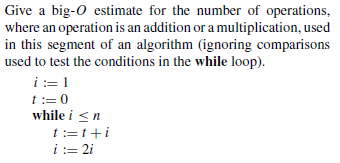 Give a big-O estimate for the number of operations,
where an operation is an addition or a multiplication, used
in this segment of an algorithm (ignoring comparisons
used to test the conditions in the while loop).
i := 1
t := 0
while i ≤ n
t := t + i
i := 2i